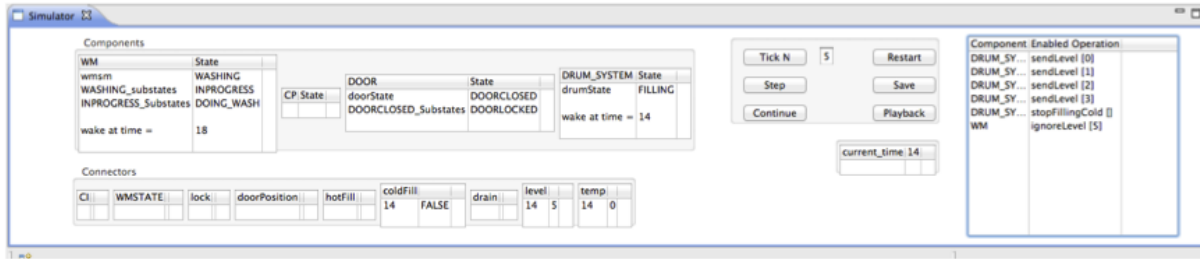 Simulator
Components
WM State
wmsm WASHING
WASHING_substates INPROGRESS
INPROGRESS_Substates DOING_WASH
wake at time = 18
CP State
DOOR State
doorState DOORCLOSED
DOORCLOSED_Substates DOORLOCKED
DRUM_SYSTEM State
drumState FILLING
wake at time = 14
Tick N 5 Restart
Step Save
Continue Playback
current_time 14
Component Enabled Operation
DRUM_SY... sendLevel [0]
DRUM_SY... sendLevel [1]
DRUM_SY... sendLevel [2]
DRUM_SY... sendLevel [3]
DRUM_SY... stopFillingCold []
WM ignoreLevel [5]
Connectors
CI
WMSTATE
lock
doorPosition
hotFill
coldFill
14 FALSE
drain
level
14 5
temp
14 0